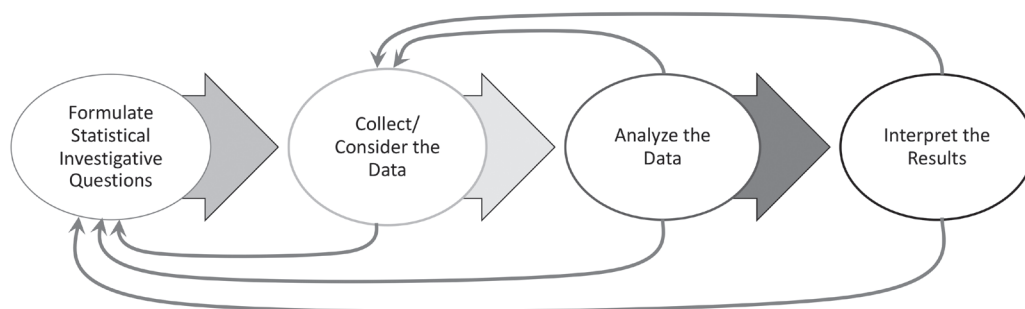 Formulate
Statistical
Investigative
Questions
Collect/
Consider the
Data
Analyze the
Data
Interpret the
Results